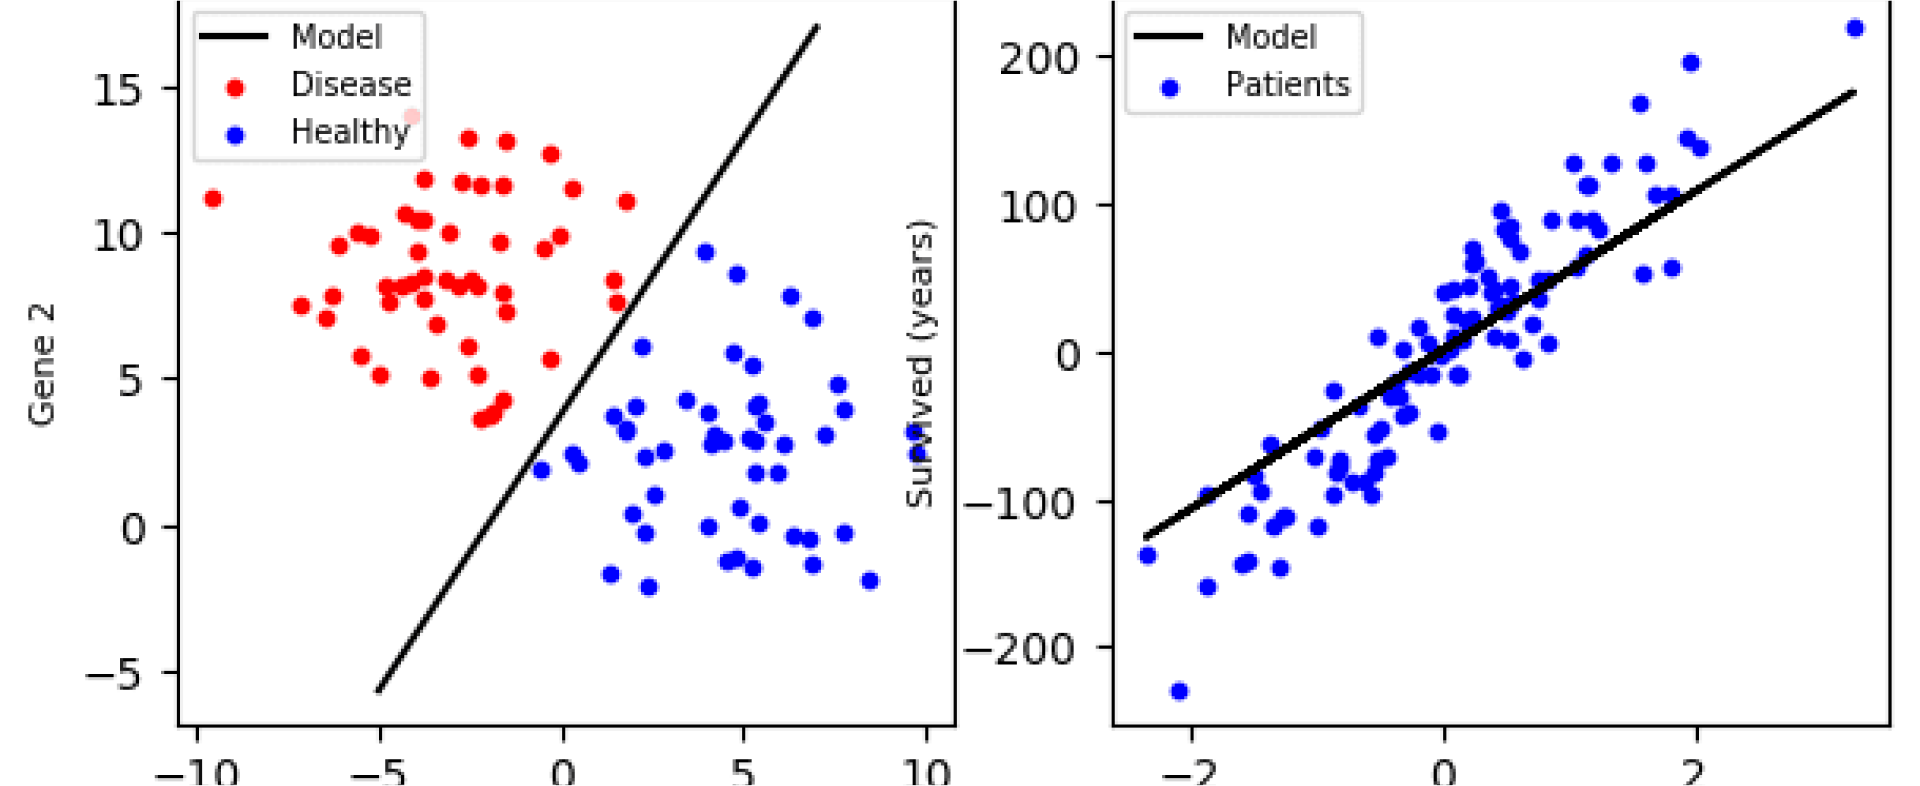 Model
Disease
Healthy
15
10
5
0
−5
Gene 2
−10 −5 0 5 10
Model
Patients
200
100
0
−100
−200
Survived (years)
−2 0 2